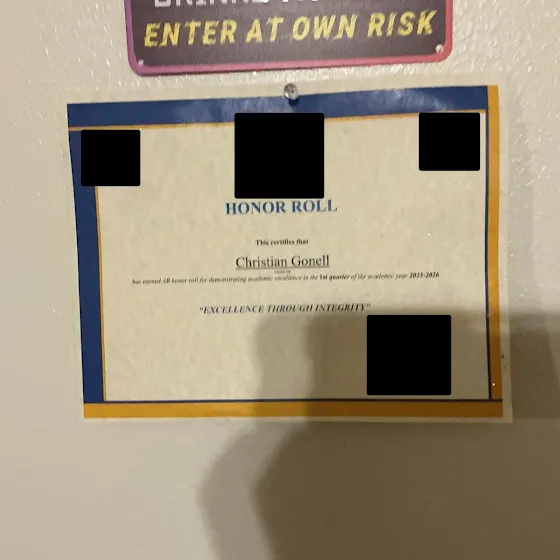 ENTER AT OWN RISK
HONOR ROLL
This certifies that
Christian Gonell
has earned AB honor roll for demonstrating academic excellence in the 1st quarter of the academic year 2025-2026
"EXCELLENCE THROUGH INTEGRITY"